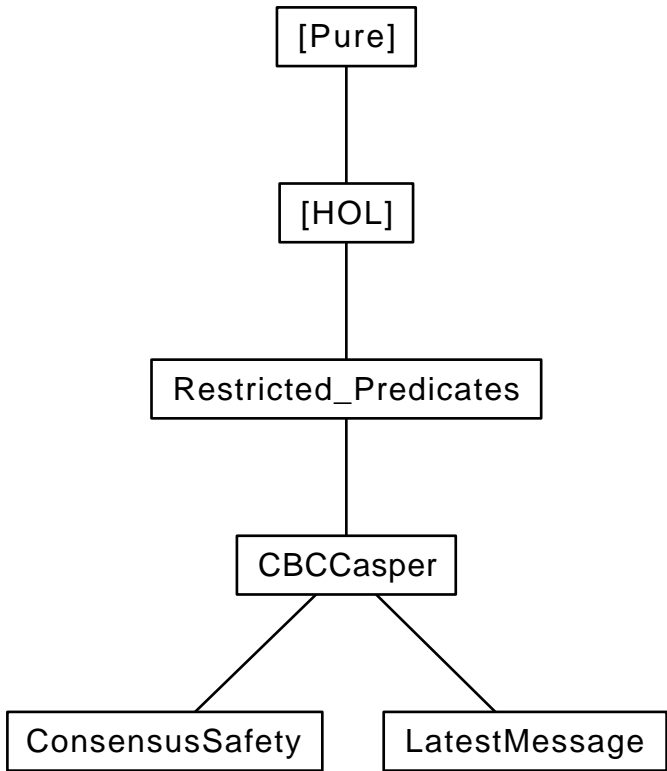 [Pure]
[HOL]
Restricted_Predicates
CBCCasper
ConsensusSafety
LatestMessage